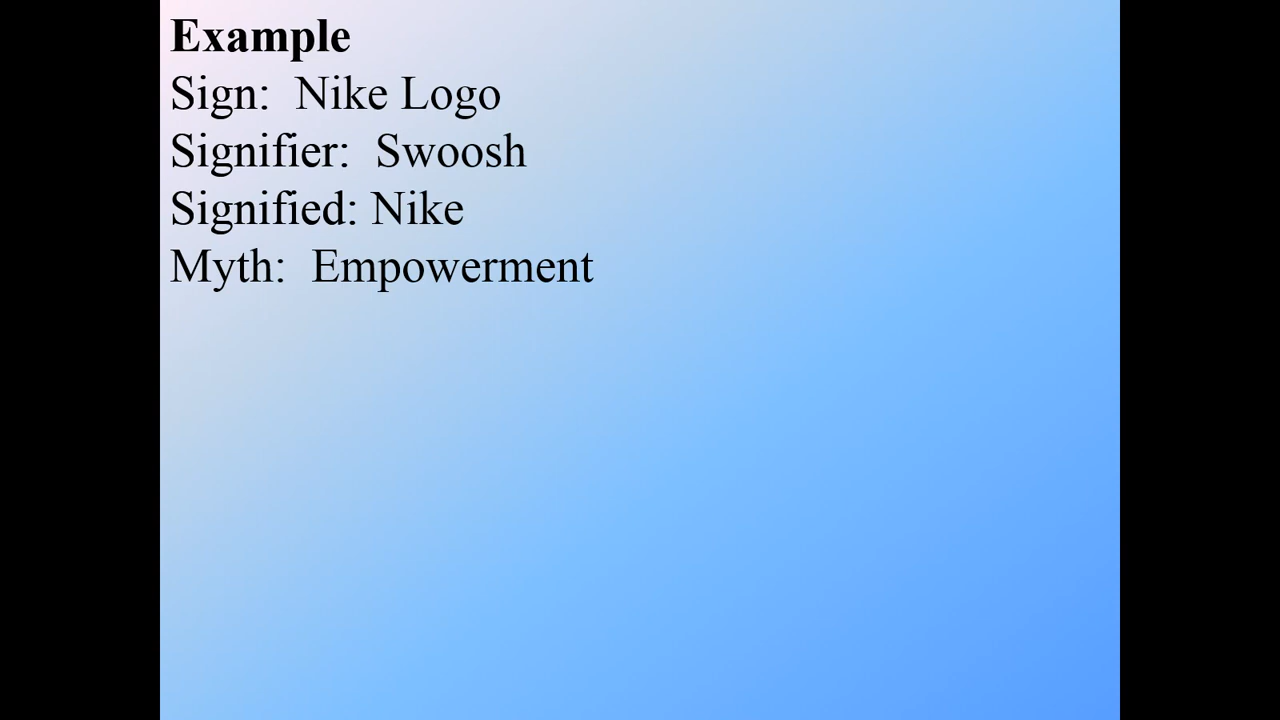 Example
Sign:  Nike Logo
Signifier:  Swoosh
Signified: Nike
Myth:  Empowerment